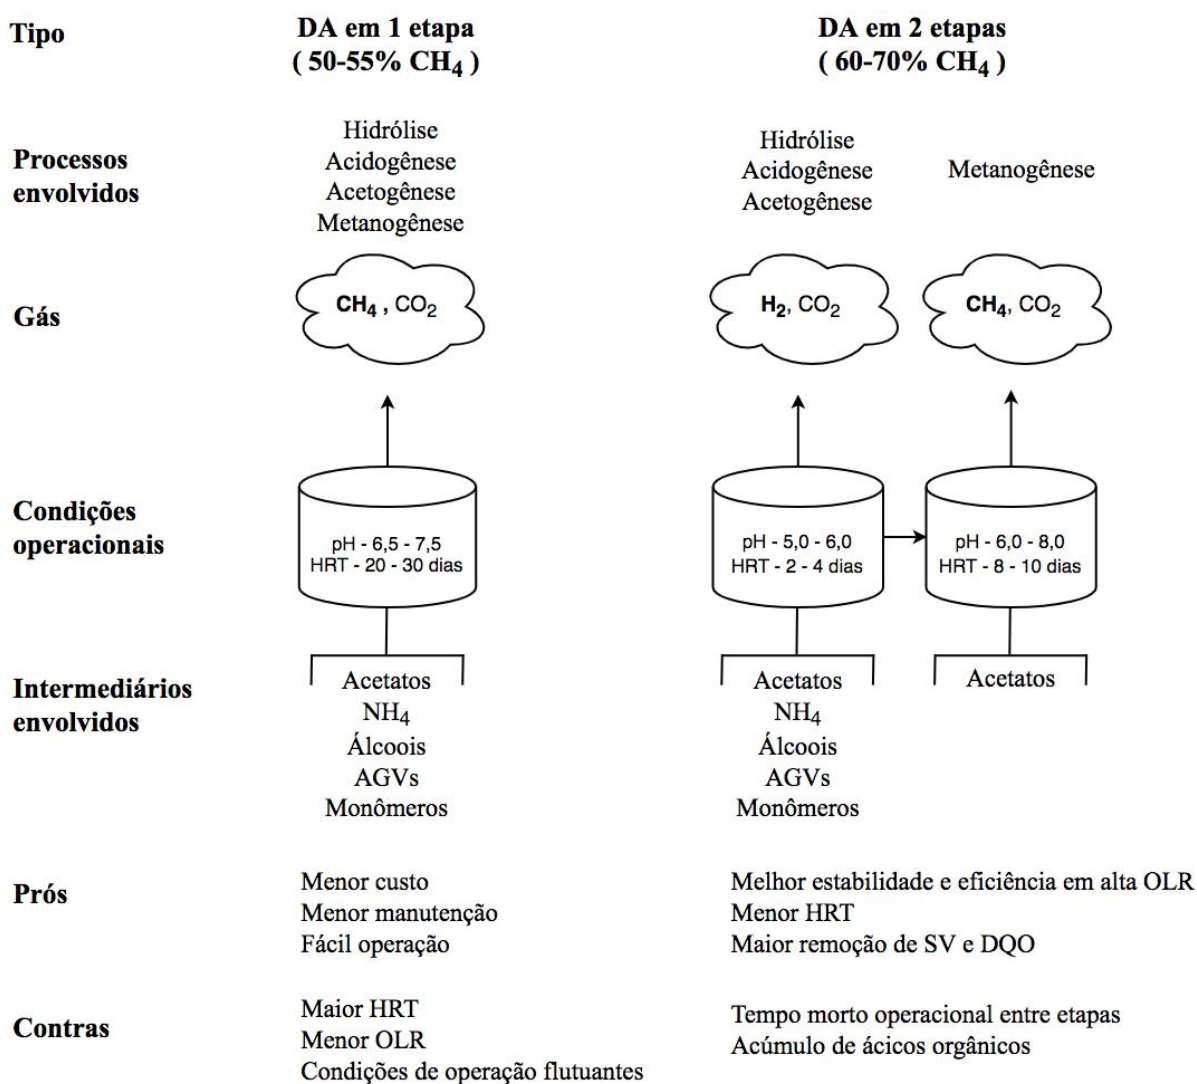 Tipo
DA em 1 etapa
( 50-55% CH₄ )
DA em 2 etapas
( 60-70% CH₄ )
Processos
envolvidos
Hidrólise
Acidogênese
Acetogênese
Metanogênese
Hidrólise
Acidogênese
Acetogênese
Metanogênese
Gás
CH₄ , CO₂
H₂, CO₂
CH₄, CO₂
Condições
operacionais
pH - 6,5 - 7,5
HRT - 20 - 30 dias
pH - 5,0 - 6,0
HRT - 2 - 4 dias
pH - 6,0 - 8,0
HRT - 8 - 10 dias
Intermediários
envolvidos
Acetatos
NH₄
Álcoois
AGVs
Monômeros
Acetatos
NH₄
Álcoois
AGVs
Monômeros
Acetatos
Prós
Menor custo
Menor manutenção
Fácil operação
Melhor estabilidade e eficiência em alta OLR
Menor HRT
Maior remoção de SV e DQO
Contras
Maior HRT
Menor OLR
Condições de operação flutuantes
Tempo morto operacional entre etapas
Acúmulo de ácicos orgânicos